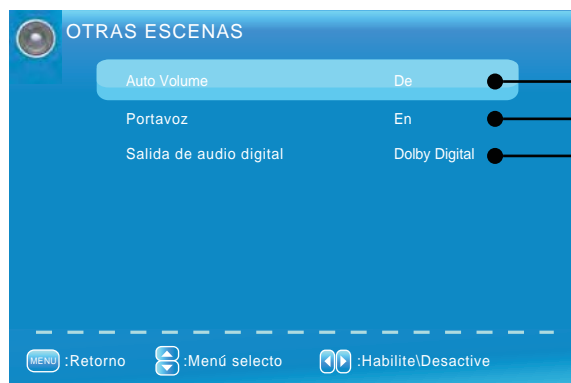 OTRAS ESCENAS
Auto Volume De
Portavoz En
Salida de audio digital Dolby Digital
MENU :Retorno :Menú selecto :Habilite\Desactive